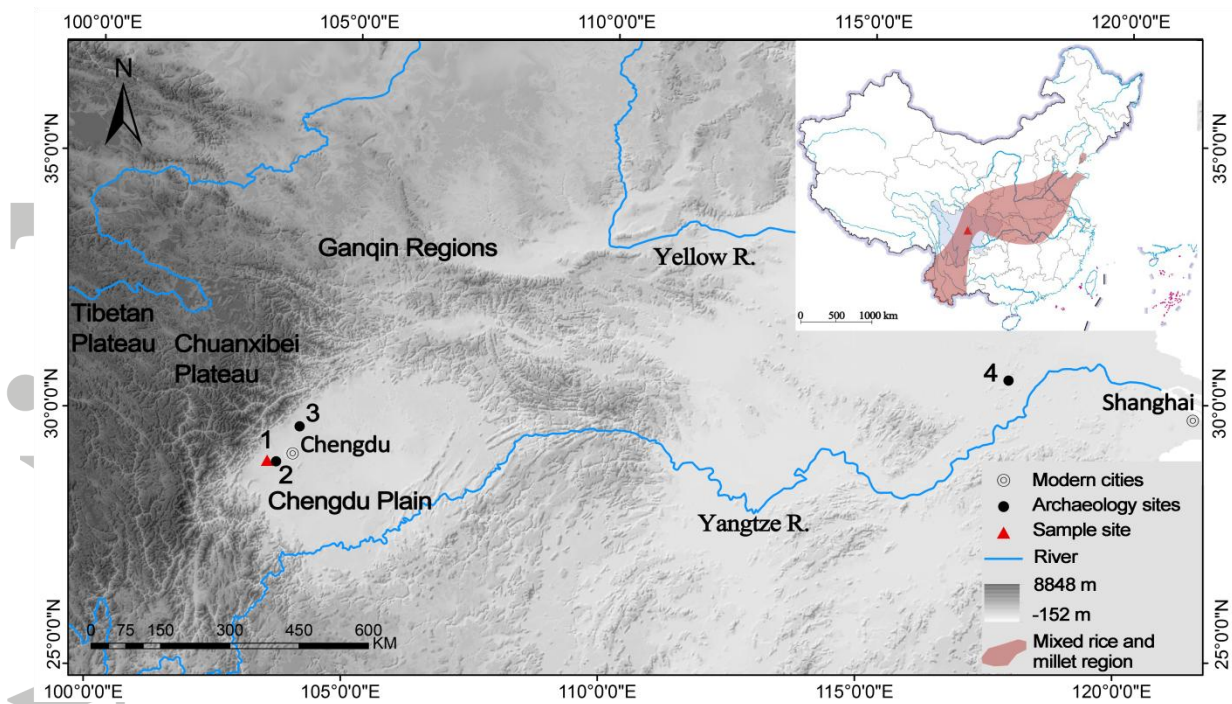 100°0'0"E 105°0'0"E 110°0'0"E 115°0'0"E 120°0'0"E
N
35°0'0"N
35°0'0"N
Ganqin Regions
Yellow R.
0 500 1000 km
Tibetan
Plateau
Chuanxibei
Plateau
30°0'0"N
30°0'0"N
4
Shanghai
3
1
Chengdu
2
Chengdu Plain
Yangtze R.
Modern cities
Archaeology sites
Sample site
River
8848 m
-152 m
Mixed rice and
millet region
25°0'0"N
25°0'0"N
0 75 150 300 450 600
KM
100°0'0"E 105°0'0"E 110°0'0"E 115°0'0"E 120°0'0"E